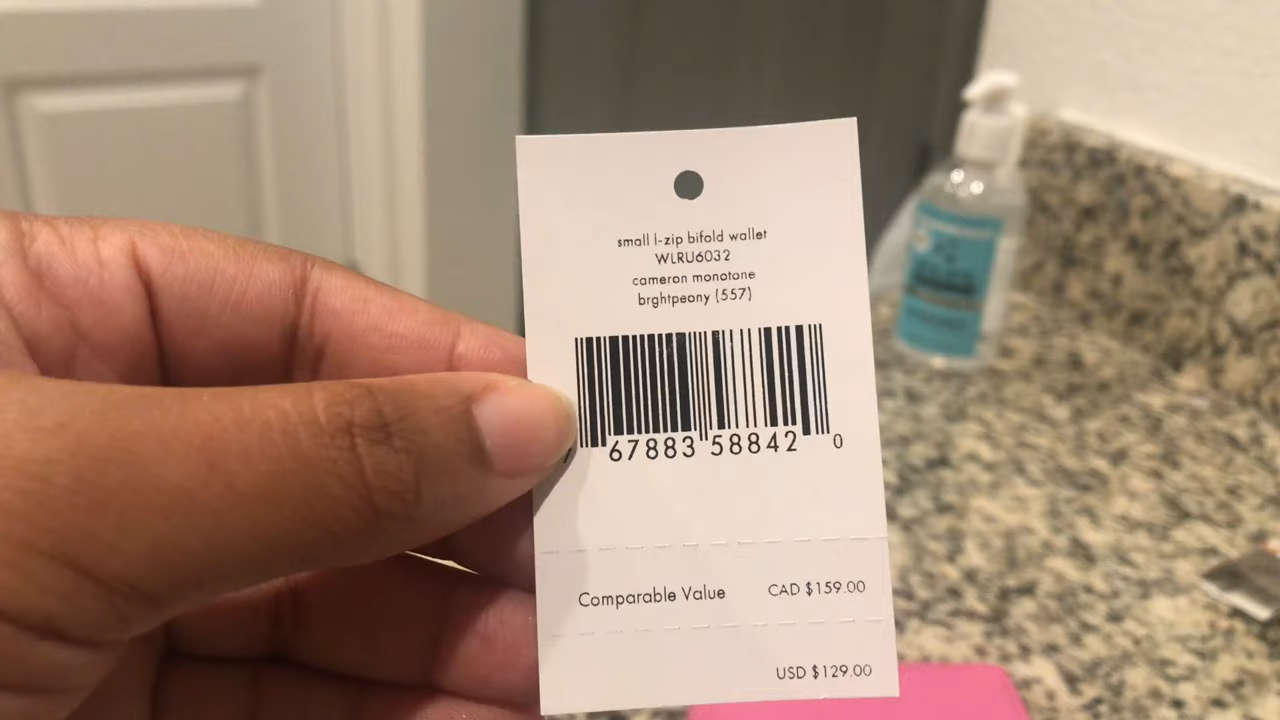 small l-zip bifold wallet
WLRU6032
cameron monotone
brghtpeony (557)
67883 58842 0
Comparable Value CAD $159.00
USD $129.00